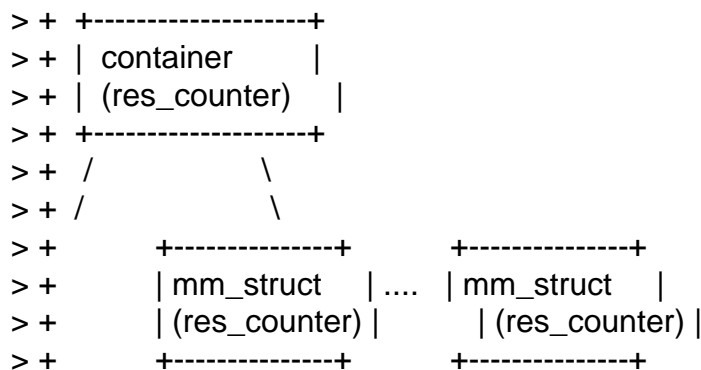 > + +--------------------+
> + | container |
> + | (res_counter) |
> + +--------------------+
> + / \
> + / \
> + +---------------+ +---------------+
> + | mm_struct |.... | mm_struct |
> + | (res_counter) | | (res_counter) |
> + +---------------+ +---------------+